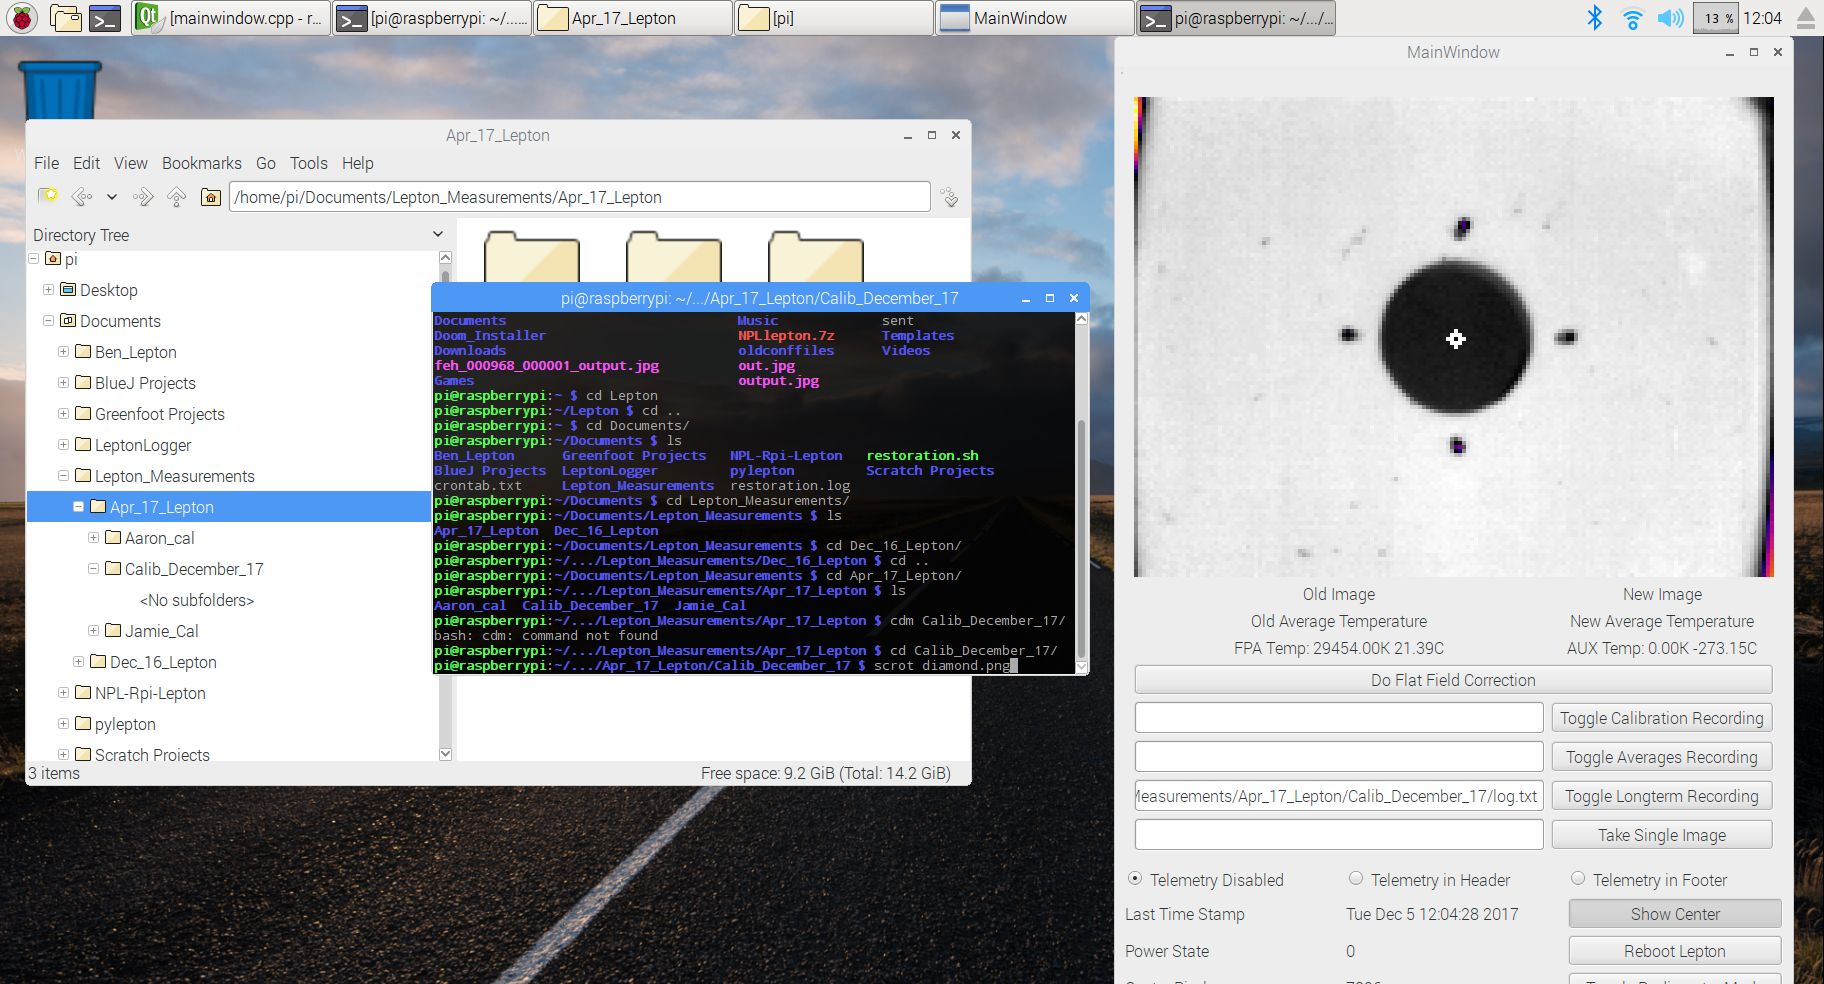 [mainwindow.cpp - r...
[pi@raspberrypi: ~/...
Apr_17_Lepton
[pi]
MainWindow
pi@raspberrypi: ~/.../...
13 %
12:04
Apr_17_Lepton
File Edit View Bookmarks Go Tools Help
/home/pi/Documents/Lepton_Measurements/Apr_17_Lepton
Directory Tree
pi
Desktop
Documents
Ben_Lepton
BlueJ Projects
Greenfoot Projects
LeptonLogger
Lepton_Measurements
Apr_17_Lepton
Aaron_cal
Calib_December_17
<No subfolders>
Jamie_Cal
Dec_16_Lepton
NPL-Rpi-Lepton
pylepton
Scratch Projects
3 items
Free space: 9.2 GiB (Total: 14.2 GiB)
pi@raspberrypi: ~/.../Apr_17_Lepton/Calib_December_17
Documents Music sent
Doom_Installer NPLlepton.7z Templates
Downloads oldconffiles Videos
feh_000968_000001_output.jpg out.jpg
Games output.jpg
pi@raspberrypi:~ $ cd Lepton
pi@raspberrypi:~/Lepton $ cd ..
pi@raspberrypi:~ $ cd Documents/
pi@raspberrypi:~/Documents $ ls
Ben_Lepton Greenfoot Projects NPL-Rpi-Lepton restoration.sh
BlueJ Projects LeptonLogger pylepton Scratch Projects
crontab.txt Lepton_Measurements restoration.log
pi@raspberrypi:~/Documents $ cd Lepton_Measurements/
pi@raspberrypi:~/Documents/Lepton_Measurements $ ls
Apr_17_Lepton Dec_16_Lepton
pi@raspberrypi:~/Documents/Lepton_Measurements $ cd Dec_16_Lepton/
pi@raspberrypi:~/.../Lepton_Measurements/Dec_16_Lepton $ cd ..
pi@raspberrypi:~/Documents/Lepton_Measurements $ cd Apr_17_Lepton/
pi@raspberrypi:~/.../Lepton_Measurements/Apr_17_Lepton $ ls
Aaron_cal Calib_December_17 Jamie_Cal
pi@raspberrypi:~/.../Lepton_Measurements/Apr_17_Lepton $ cdm Calib_December_17/
bash: cdm: command not found
pi@raspberrypi:~/.../Lepton_Measurements/Apr_17_Lepton $ cd Calib_December_17/
pi@raspberrypi:~/.../Apr_17_Lepton/Calib_December_17 $ scrot diamond.png
MainWindow
Old Image New Image
Old Average Temperature New Average Temperature
FPA Temp: 29454.00K 21.39C AUX Temp: 0.00K -273.15C
Do Flat Field Correction
Toggle Calibration Recording
Toggle Averages Recording
Measurements/Apr_17_Lepton/Calib_December_17/log.txt Toggle Longterm Recording
Take Single Image
Telemetry Disabled Telemetry in Header Telemetry in Footer
Last Time Stamp Tue Dec 5 12:04:28 2017 Show Center
Power State 0 Reboot Lepton